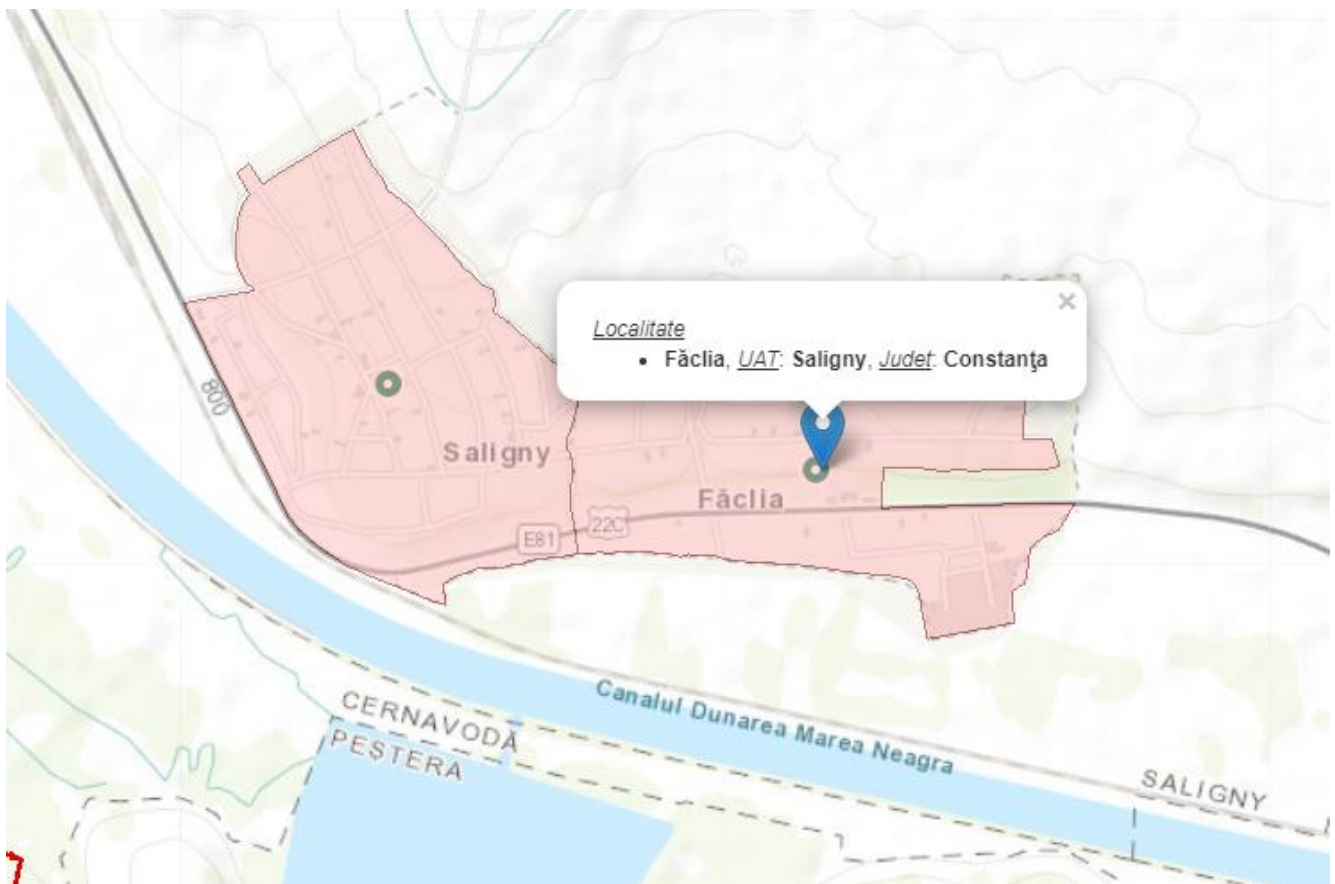 Localitate
• Făclia, UAT: Saligny, Judet: Constanţa
800
Saligny
Făclia
E81
22C
Canalul Dunarea Marea Neagra
CERNAVODĂ
PEŞTERA
SALIGNY